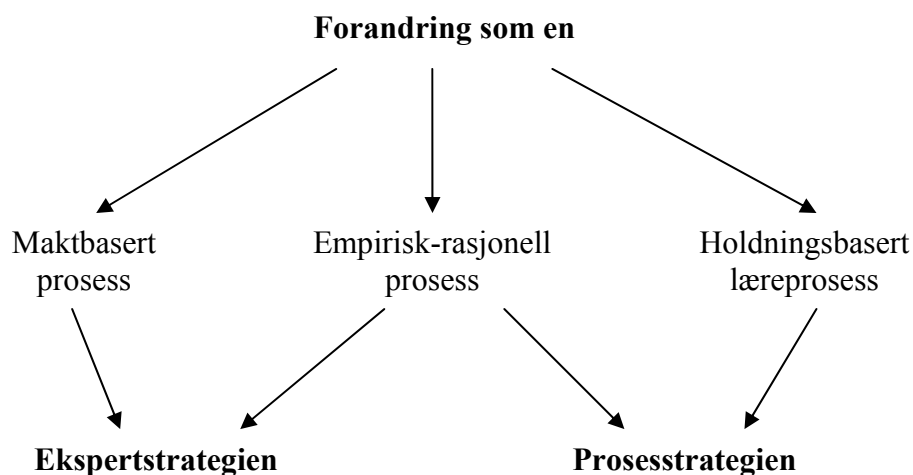 Forandring som en
Maktbasert
prosess
Empirisk-rasjonell
prosess
Holdningsbasert
læreprosess
Ekspertstrategien
Prosesstrategien